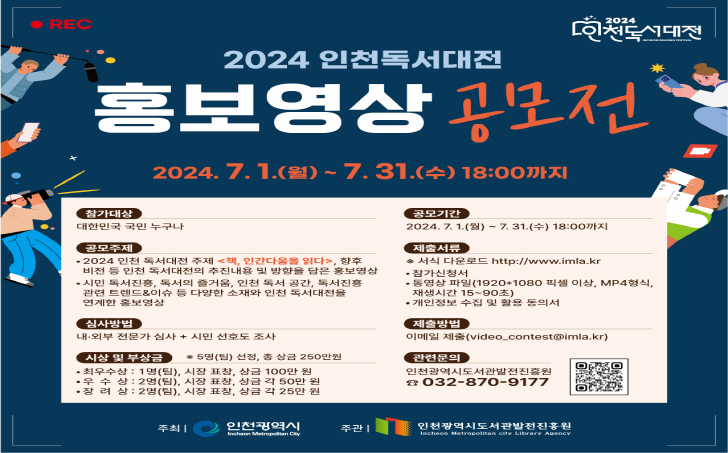 REC
2024
인천독서대전
INCHEON READING FESTIVAL
2024 인천독서대전
홍보영상 공모전
2024. 7. 1.(월) ~ 7. 31.(수) 18:00까지
참가대상
대한민국 국민 누구나
공모주제
• 2024 인천 독서대전 주제 <책, 인간다움을 읽다>, 향후
비전 등 인천 독서대전의 추진내용 및 방향을 담은 홍보영상
• 시민 독서진흥, 독서의 즐거움, 인천 독서 공간, 독서진흥
관련 트렌드&이슈 등 다양한 소재와 인천 독서대전을
연계한 홍보영상
심사방법
내·외부 전문가 심사 + 시민 선호도 조사
시상 및 부상금 ※ 5명(팀) 선정, 총 상금 250만원
• 최우수상 : 1명(팀), 시장 표창, 상금 100만 원
• 우 수 상 : 2명(팀), 시장 표창, 상금 각 50만 원
• 장 려 상 : 2명(팀), 시장 표창, 상금 각 25만 원
공모기간
2024. 7. 1.(월) ~ 7. 31.(수) 18:00까지
제출서류
※ 서식 다운로드 http://www.imla.kr
• 참가신청서
• 동영상 파일(1920*1080 픽셀 이상, MP4형식,
재생시간 15~90초)
• 개인정보 수집 및 활용 동의서
제출방법
이메일 제출(video_contest@imla.kr)
관련문의
인천광역시도서관발전진흥원
☎ 032-870-9177
주최 | 인천광역시
Incheon Metropolitan City
주관 | 인천광역시도서관발전진흥원
Incheon Metropolitan city Library Agency